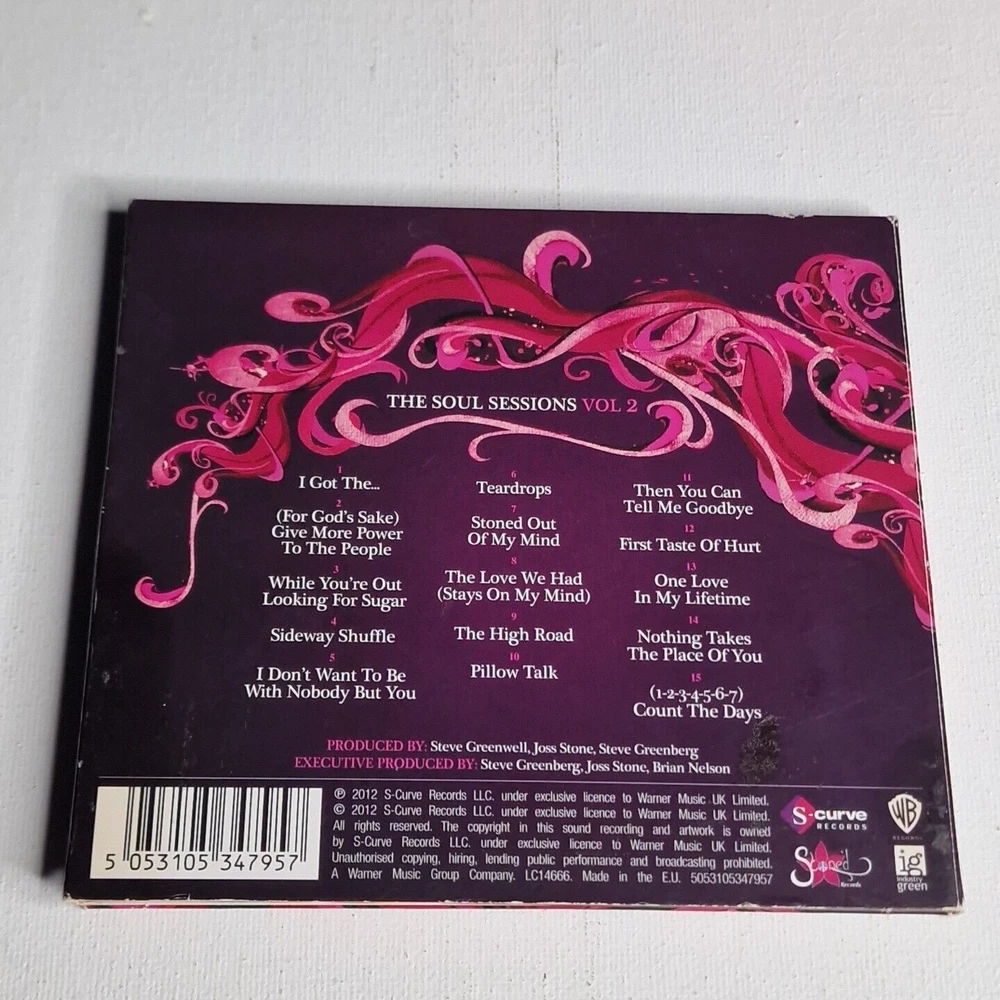 THE SOUL SESSIONS VOL 2
1
I Got The...
2
(For God's Sake)
Give More Power
To The People
3
While You're Out
Looking For Sugar
4
Sideway Shuffle
5
I Don't Want To Be
With Nobody But You
6
Teardrops
7
Stoned Out
Of My Mind
8
The Love We Had
(Stays On My Mind)
9
The High Road
10
Pillow Talk
11
Then You Can
Tell Me Goodbye
12
First Taste Of Hurt
13
One Love
In My Lifetime
14
Nothing Takes
The Place Of You
15
(1-2-3-4-5-6-7)
Count The Days
PRODUCED BY: Steve Greenwell, Joss Stone, Steve Greenberg
EXECUTIVE PRODUCED BY: Steve Greenberg, Joss Stone, Brian Nelson
5 053105 347957
℗ 2012 S-Curve Records LLC. under exclusive licence to Warner Music UK Limited.
© 2012 S-Curve Records LLC. under exclusive licence to Warner Music UK Limited.
All rights reserved. The copyright in this sound recording and artwork is owned
by S-Curve Records LLC. under exclusive licence to Warner Music UK Limited.
Unauthorised copying, hiring, lending public performance and broadcasting prohibited.
A Warner Music Group Company. LC14666. Made in the E.U. 5053105347957
S-curve
RECORDS
WB
RECORDS
Stone'd
Records
ig
industry
green